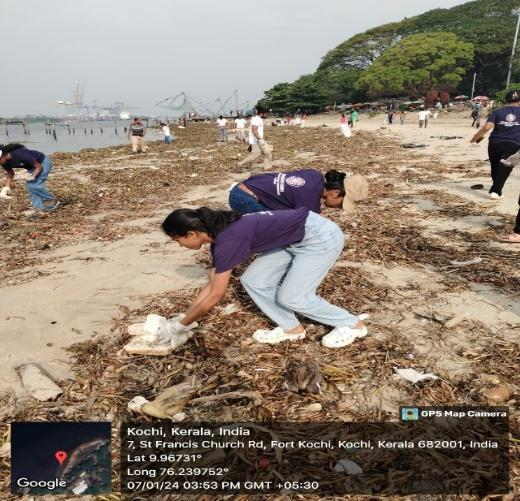 GPS Map Camera
Kochi, Kerala, India
7, St Francis Church Rd, Fort Kochi, Kochi, Kerala 682001, India
Lat 9.96731°
Long 76.239752°
07/01/24 03:53 PM GMT +05:30
Google